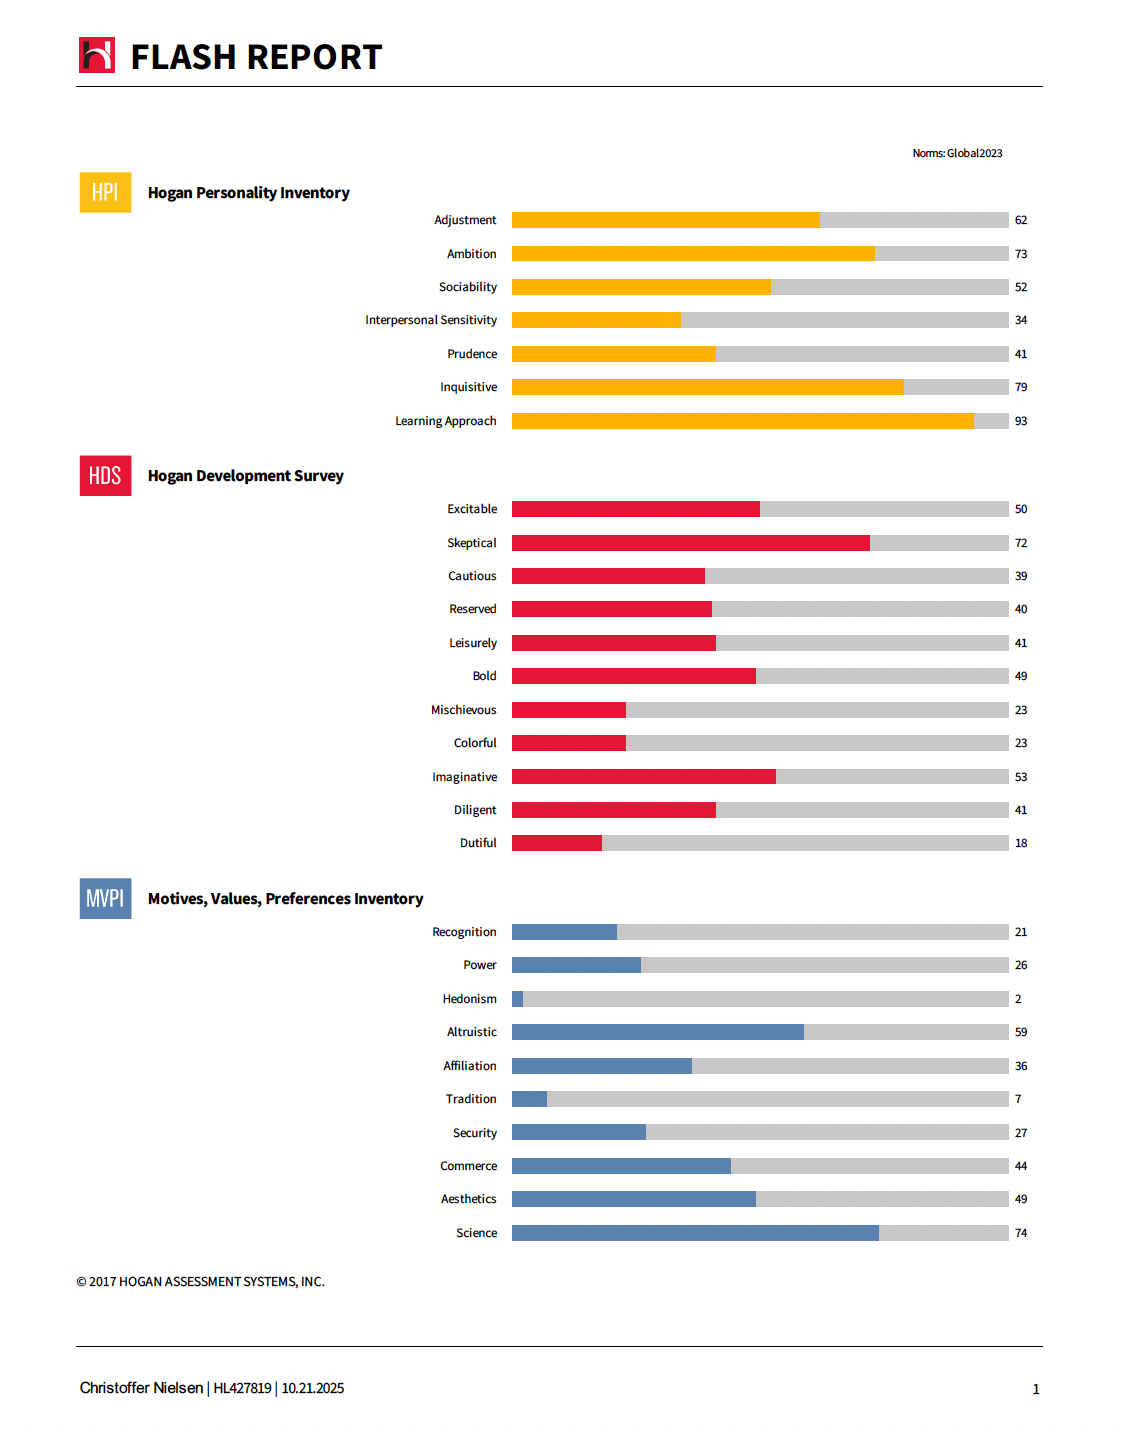 FLASH REPORT
Norms: Global2023
HPI Hogan Personality Inventory
Adjustment 62
Ambition 73
Sociability 52
Interpersonal Sensitivity 34
Prudence 41
Inquisitive 79
Learning Approach 93
HDS Hogan Development Survey
Excitable 50
Skeptical 72
Cautious 39
Reserved 40
Leisurely 41
Bold 49
Mischievous 23
Colorful 23
Imaginative 53
Diligent 41
Dutiful 18
MVPI Motives, Values, Preferences Inventory
Recognition 21
Power 26
Hedonism 2
Altruistic 59
Affiliation 36
Tradition 7
Security 27
Commerce 44
Aesthetics 49
Science 74
© 2017 HOGAN ASSESSMENT SYSTEMS, INC.
Christoffer Nielsen | HL427819 | 10.21.2025 1